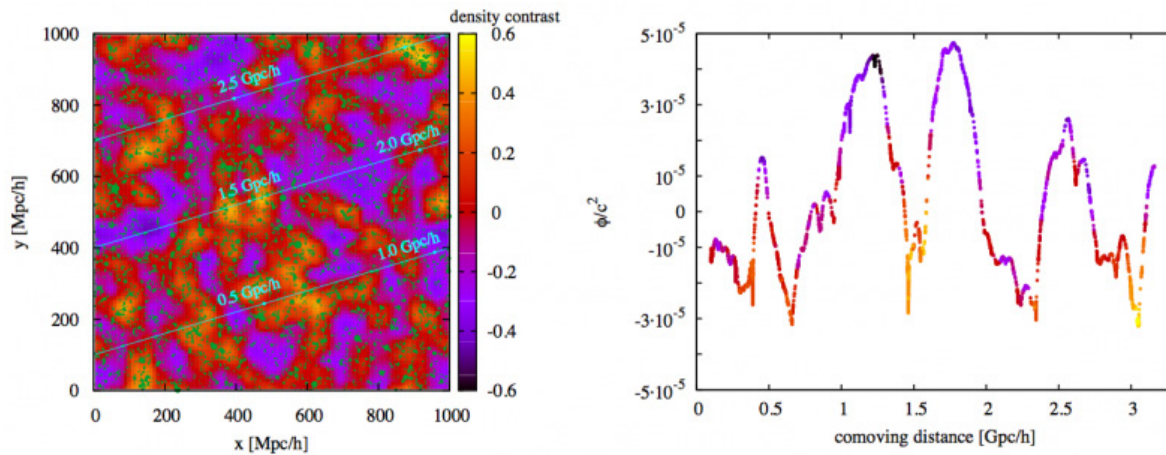 density contrast
1000
800
600
400
200
0
y [Mpc/h]
0 200 400 600 800 1000
x [Mpc/h]
2.5 Gpc/h
2.0 Gpc/h
1.5 Gpc/h
1.0 Gpc/h
0.5 Gpc/h
0.6
0.4
0.2
0
-0.2
-0.4
-0.6
5·10⁻⁵
3·10⁻⁵
10⁻⁵
0
-10⁻⁵
-3·10⁻⁵
-5·10⁻⁵
ϕ/c²
0 0.5 1 1.5 2 2.5 3
comoving distance [Gpc/h]